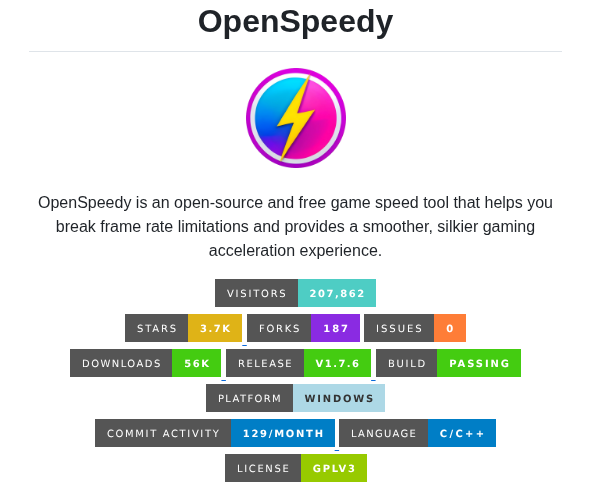 OpenSpeedy
OpenSpeedy is an open-source and free game speed tool that helps you
break frame rate limitations and provides a smoother, silkier gaming
acceleration experience.
VISITORS 207,862
STARS 3.7K FORKS 187 ISSUES 0
DOWNLOADS 56K RELEASE V1.7.6 BUILD PASSING
PLATFORM WINDOWS
COMMIT ACTIVITY 129/MONTH LANGUAGE C/C++
LICENSE GPLV3